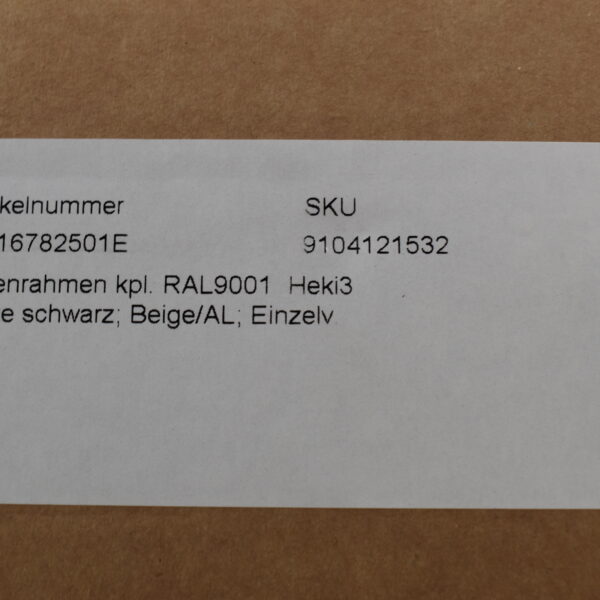 kelnummer SKU
16782501E 9104121532
enrahmen kpl. RAL9001 Heki3
e schwarz; Beige/AL; Einzelv